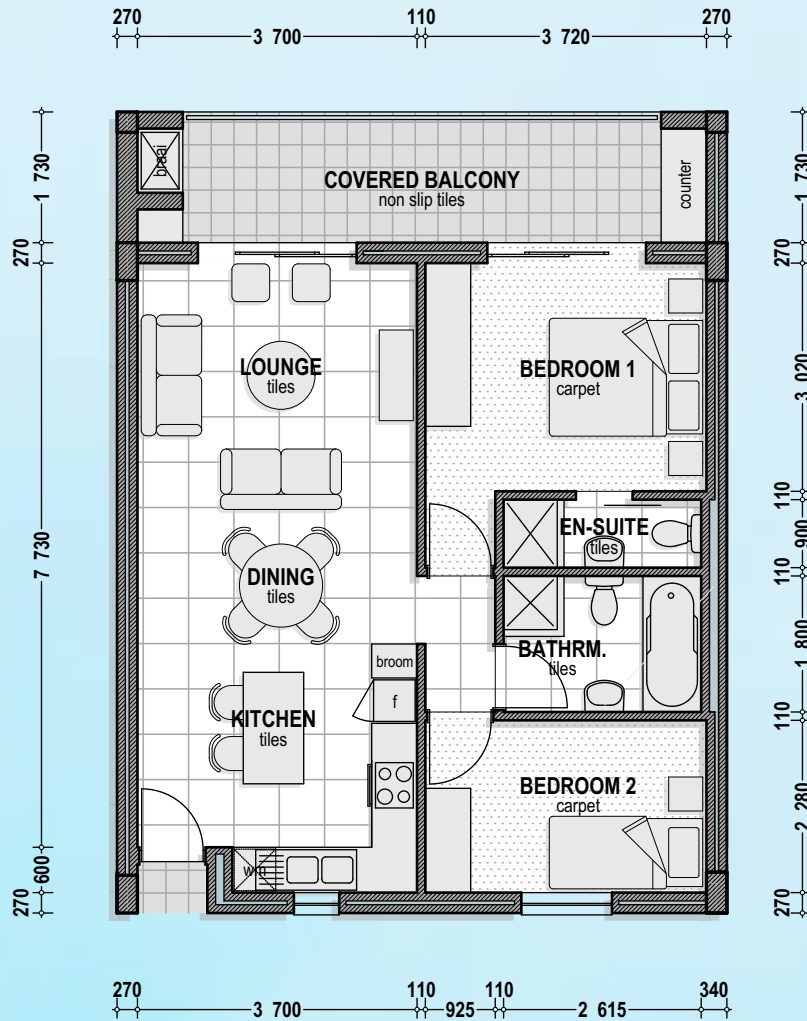 270 3 700 110 3 720 270
1 730
270
7 730
600
270
1 730
270
3 020
110
900
110
1 800
110
2 280
270
braai
COVERED BALCONY
non slip tiles
counter
LOUNGE
tiles
BEDROOM 1
carpet
EN-SUITE
tiles
DINING
tiles
BATHRM.
tiles
broom
f
KITCHEN
tiles
BEDROOM 2
carpet
270 3 700 110 925 110 2 615 340